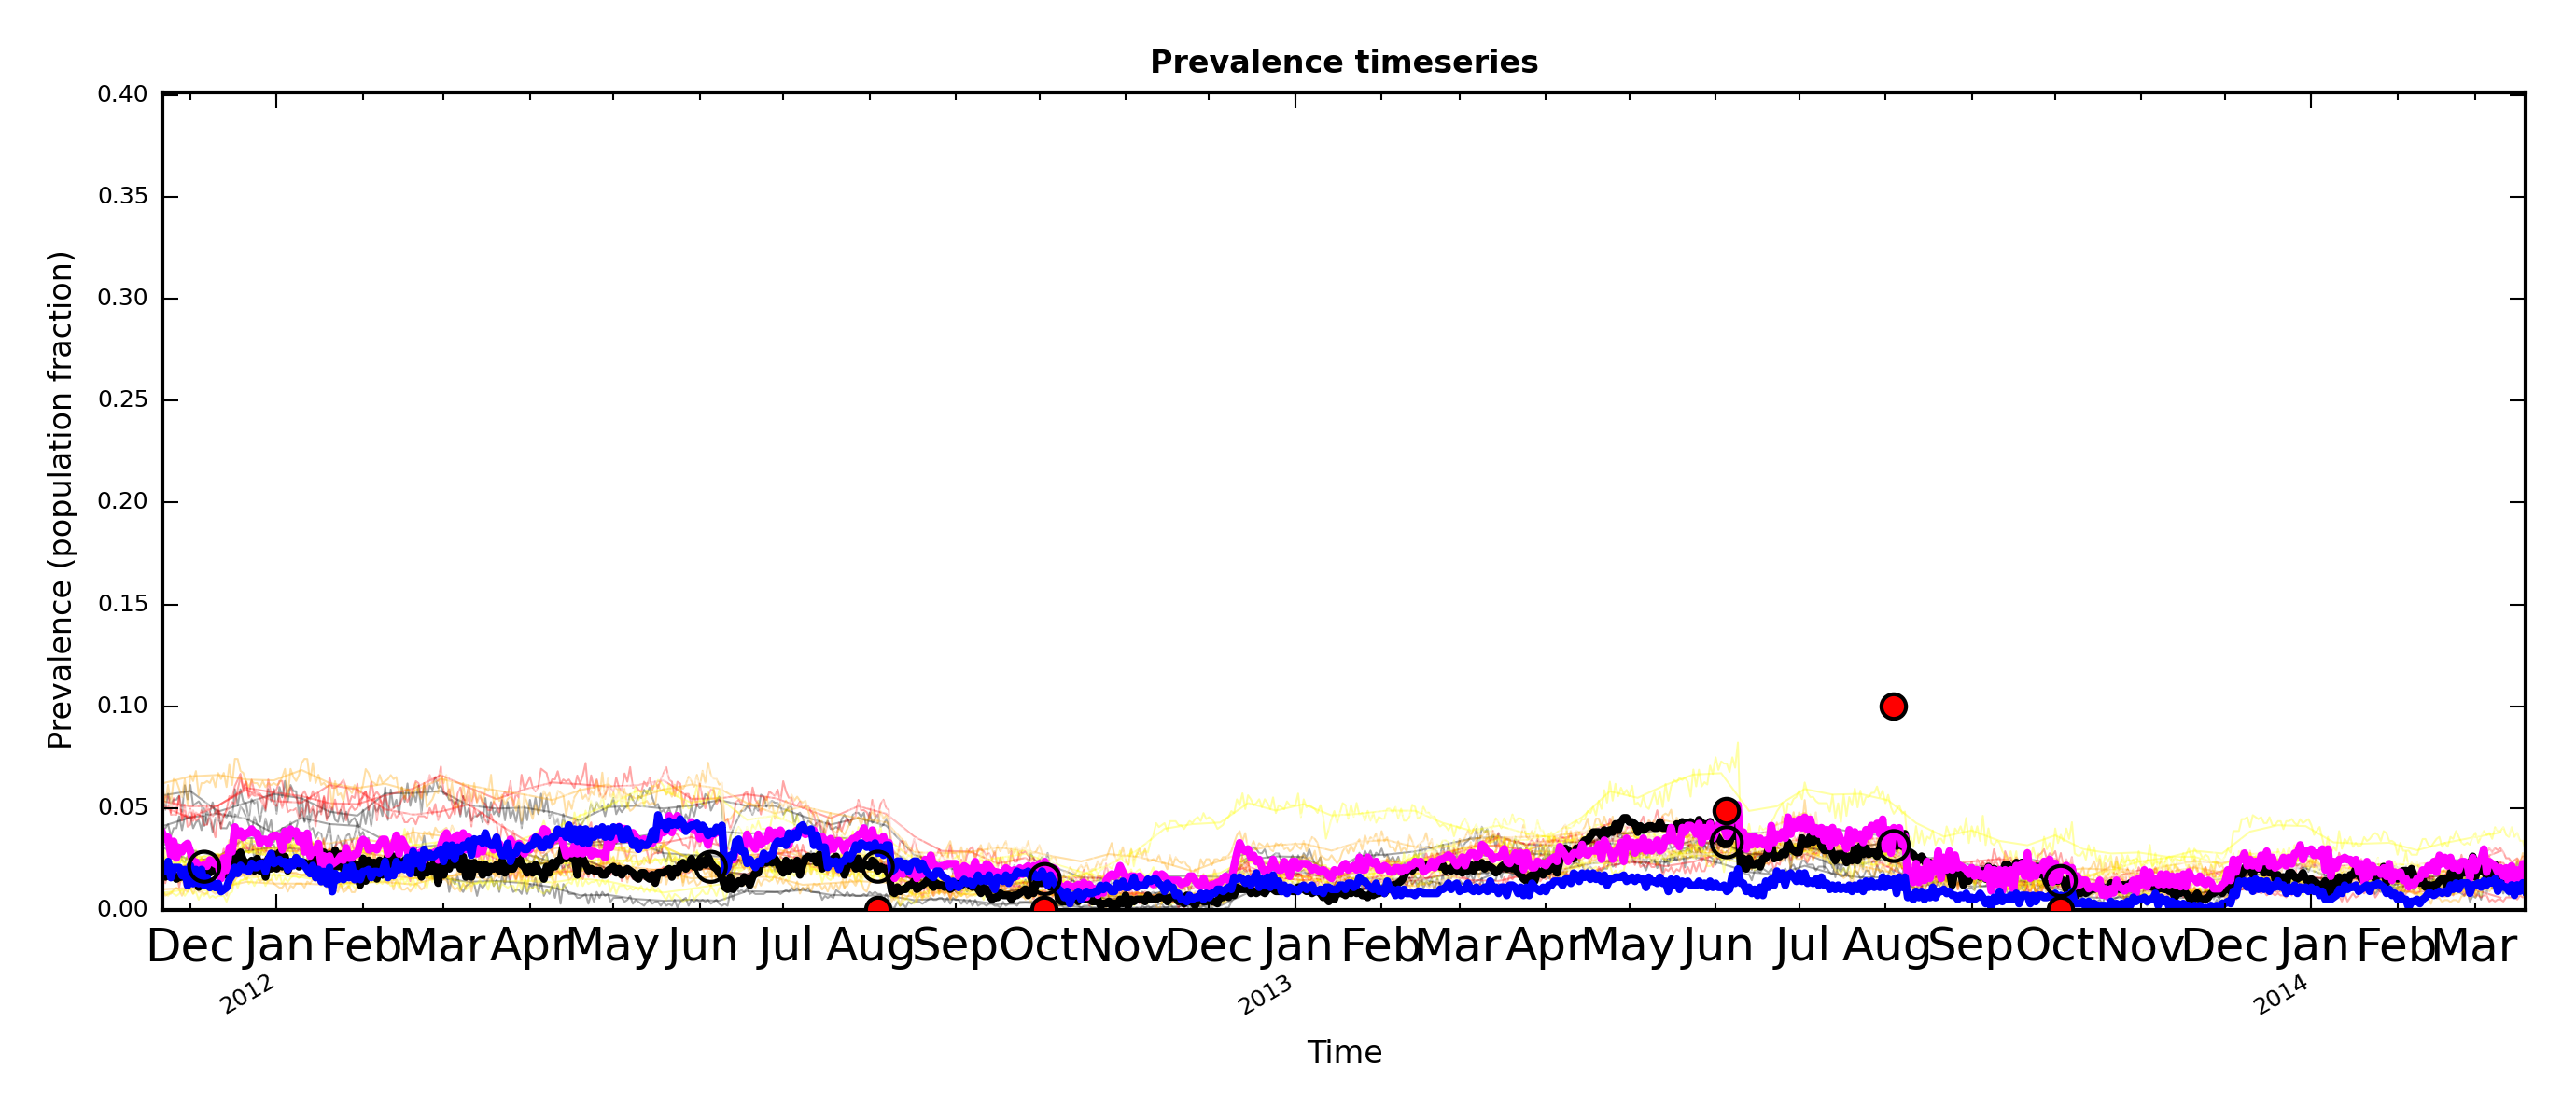 Prevalence timeseries
Prevalence (population fraction)
0.40
0.35
0.30
0.25
0.20
0.15
0.10
0.05
0.00
Dec Jan Feb Mar Apr May Jun Jul Aug Sep Oct Nov Dec Jan Feb Mar Apr May Jun Jul Aug Sep Oct Nov Dec Jan Feb Mar
2012 2013 2014
Time